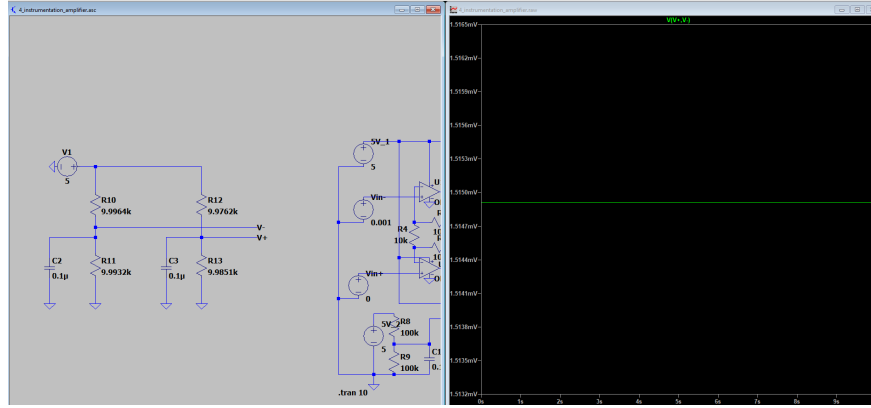 4_instrumentation_amplifier.asc
V1
5
R10
9.9964k
R12
9.9762k
V-
V+
C2
0.1µ
R11
9.9932k
C3
0.1µ
R13
9.9851k
5V_1
5
Vin-
0.001
R4
10k
Vin+
0
5V_2
5
R8
100k
R9
100k
C1
.tran 10
4_instrumentation_amplifier.raw
V(V+,V-)
1.5165mV
1.5162mV
1.5159mV
1.5156mV
1.5153mV
1.5150mV
1.5147mV
1.5144mV
1.5141mV
1.5138mV
1.5135mV
1.5132mV
0s 1s 2s 3s 4s 5s 6s 7s 8s 9s